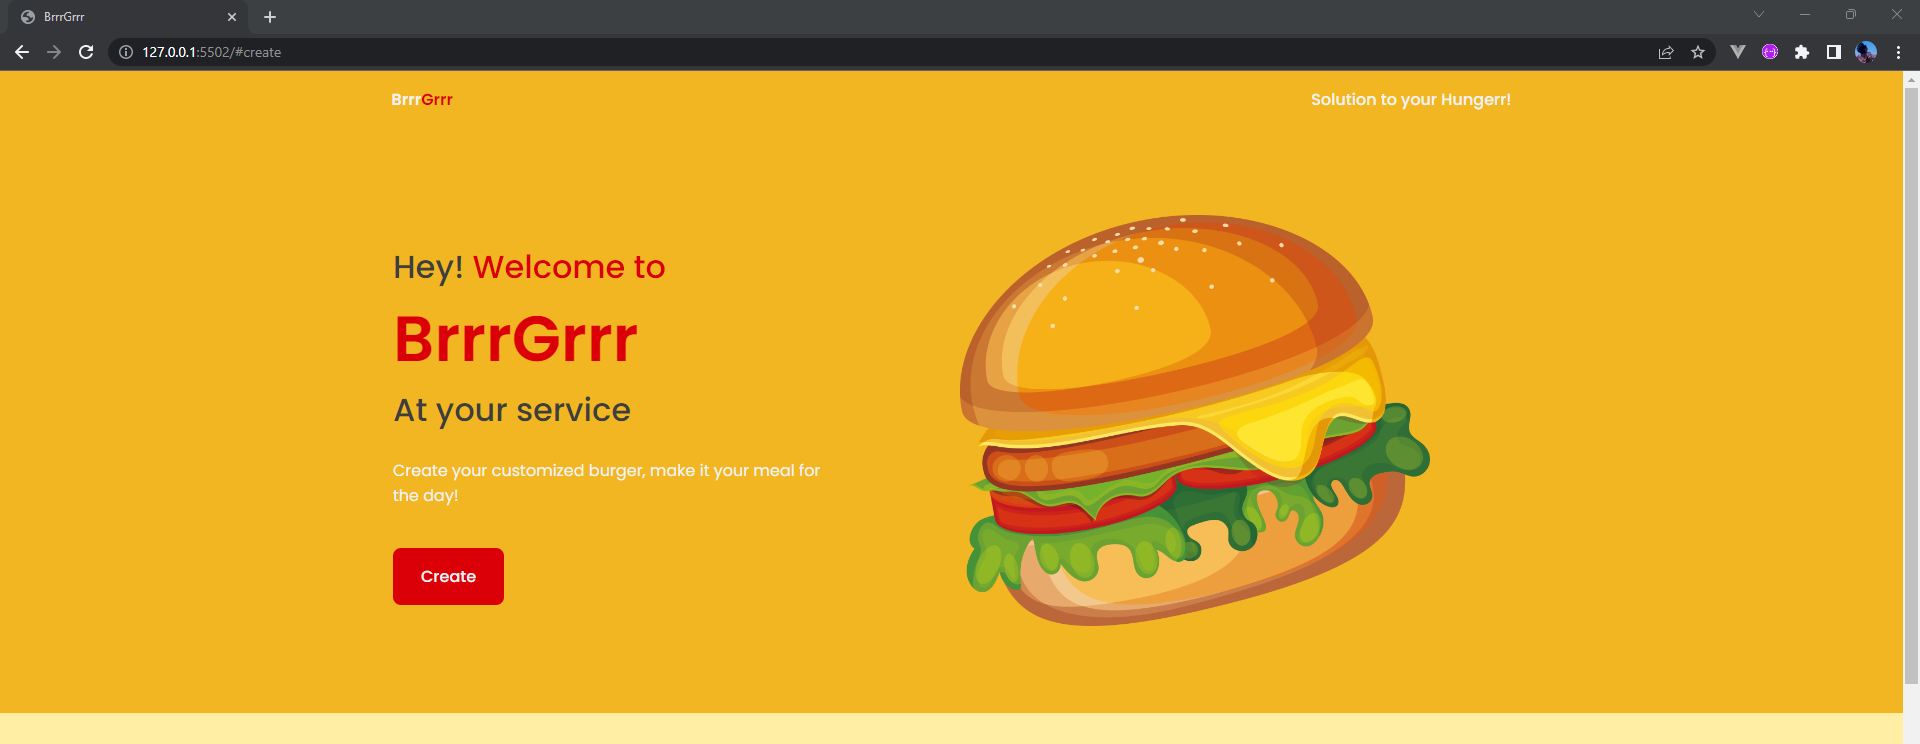 BrrrGrrr
127.0.0.1:5502/#create
BrrrGrrr
Solution to your Hungerr!
Hey! Welcome to
BrrrGrrr
At your service
Create your customized burger, make it your meal for
the day!
Create